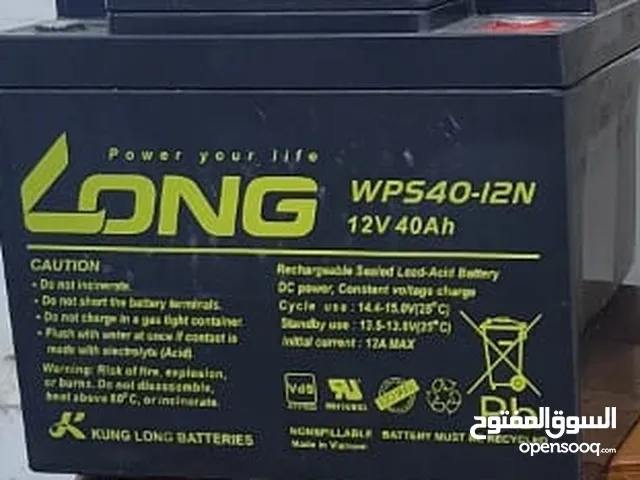 Power your life
LONG
WPS40-12N
12V 40Ah
CAUTION
• Do not incinerate.
• Do not short the battery terminals.
• Do not charge in a gas tight container.
• Flush with water at once if contact is
made with electrolyte (Acid).
Warning: Risk of fire, explosion,
or burns. Do not disassemble,
heat above 60°C, or incinerate.
KUNG LONG BATTERIES
Rechargeable Sealed Lead-Acid Battery
DC power, Constant voltage charge
Cycle use : 14.4-15.0V(25°C)
Standby use : 13.5-13.8V(25°C)
Initial current : 12A MAX
VdS
Pb
NONSPILLABLE
BATTERY MUST BE RECYCLED
Made in Vietnam
السوق المفتوح
opensooq.com